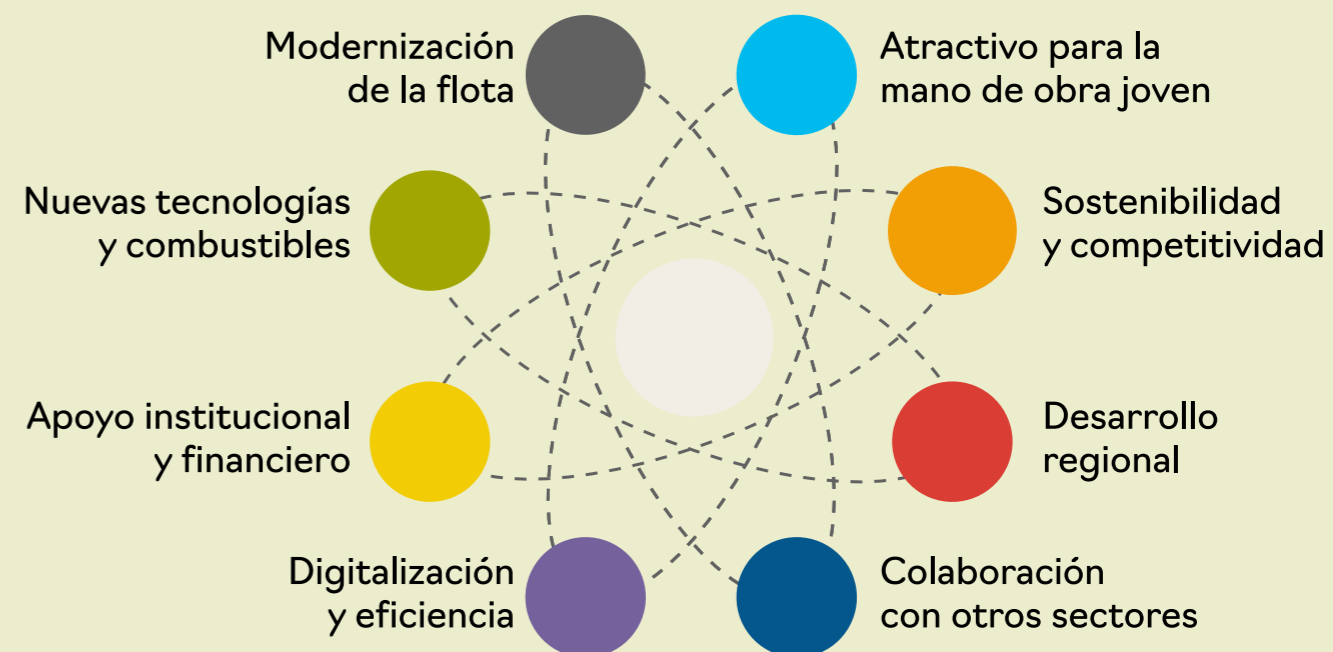 Modernización
de la flota
Atractivo para la
mano de obra joven
Nuevas tecnologías
y combustibles
Sostenibilidad
y competitividad
Apoyo institucional
y financiero
Desarrollo
regional
Digitalización
y eficiencia
Colaboración
con otros sectores